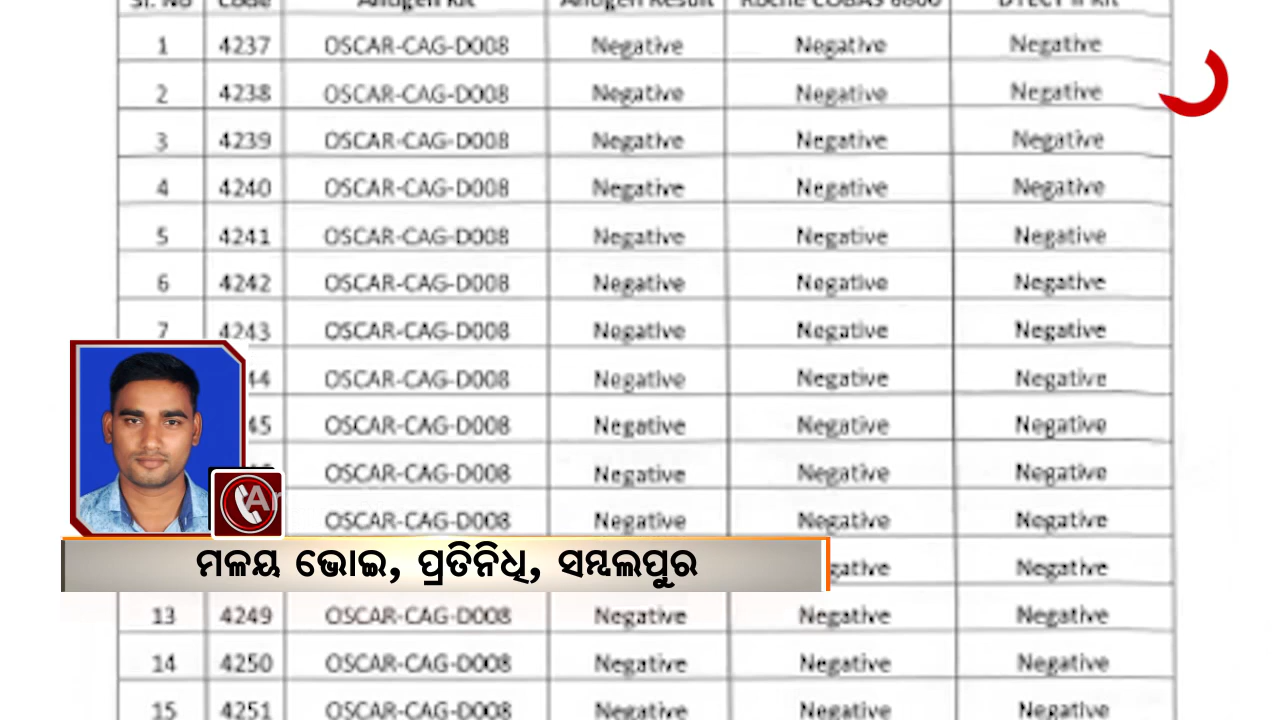 Sr. No Code Antigen Kit Antigen Result Roche COBAS 6800 DTECT II Kit
1 4237 OSCAR-CAG-D008 Negative Negative Negative
2 4238 OSCAR-CAG-D008 Negative Negative Negative
3 4239 OSCAR-CAG-D008 Negative Negative Negative
4 4240 OSCAR-CAG-D008 Negative Negative Negative
5 4241 OSCAR-CAG-D008 Negative Negative Negative
6 4242 OSCAR-CAG-D008 Negative Negative Negative
7 4243 OSCAR-CAG-D008 Negative Negative Negative
44 OSCAR-CAG-D008 Negative Negative Negative
45 OSCAR-CAG-D008 Negative Negative Negative
OSCAR-CAG-D008 Negative Negative Negative
OSCAR-CAG-D008 Negative Negative Negative
ମଳୟ ଭୋଇ, ପ୍ରତିନିଧି, ସମ୍ବଲପୁର
gative Negative
13 4249 OSCAR-CAG-D008 Negative Negative Negative
14 4250 OSCAR-CAG-D008 Negative Negative Negative
15 4251 OSCAR-CAG-D008 Negative Negative Negative